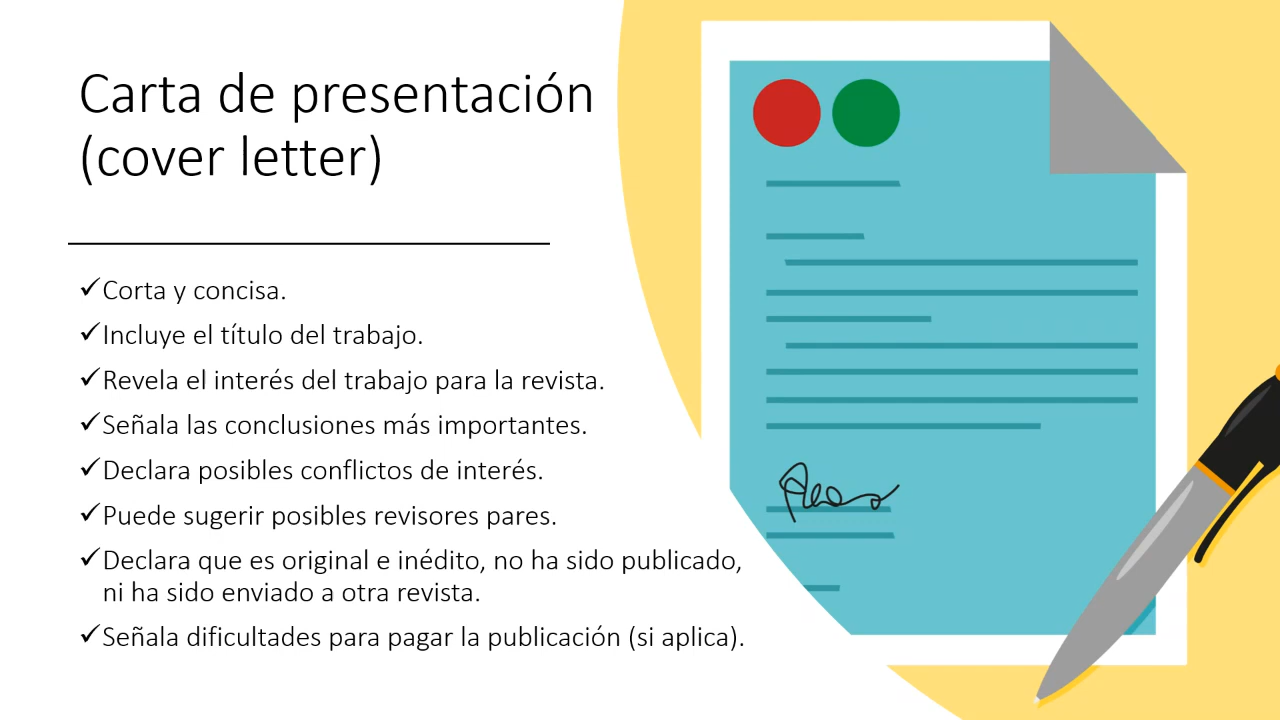 Carta de presentación
(cover letter)
✓Corta y concisa.
✓Incluye el título del trabajo.
✓Revela el interés del trabajo para la revista.
✓Señala las conclusiones más importantes.
✓Declara posibles conflictos de interés.
✓Puede sugerir posibles revisores pares.
✓Declara que es original e inédito, no ha sido publicado,
ni ha sido enviado a otra revista.
✓Señala dificultades para pagar la publicación (si aplica).